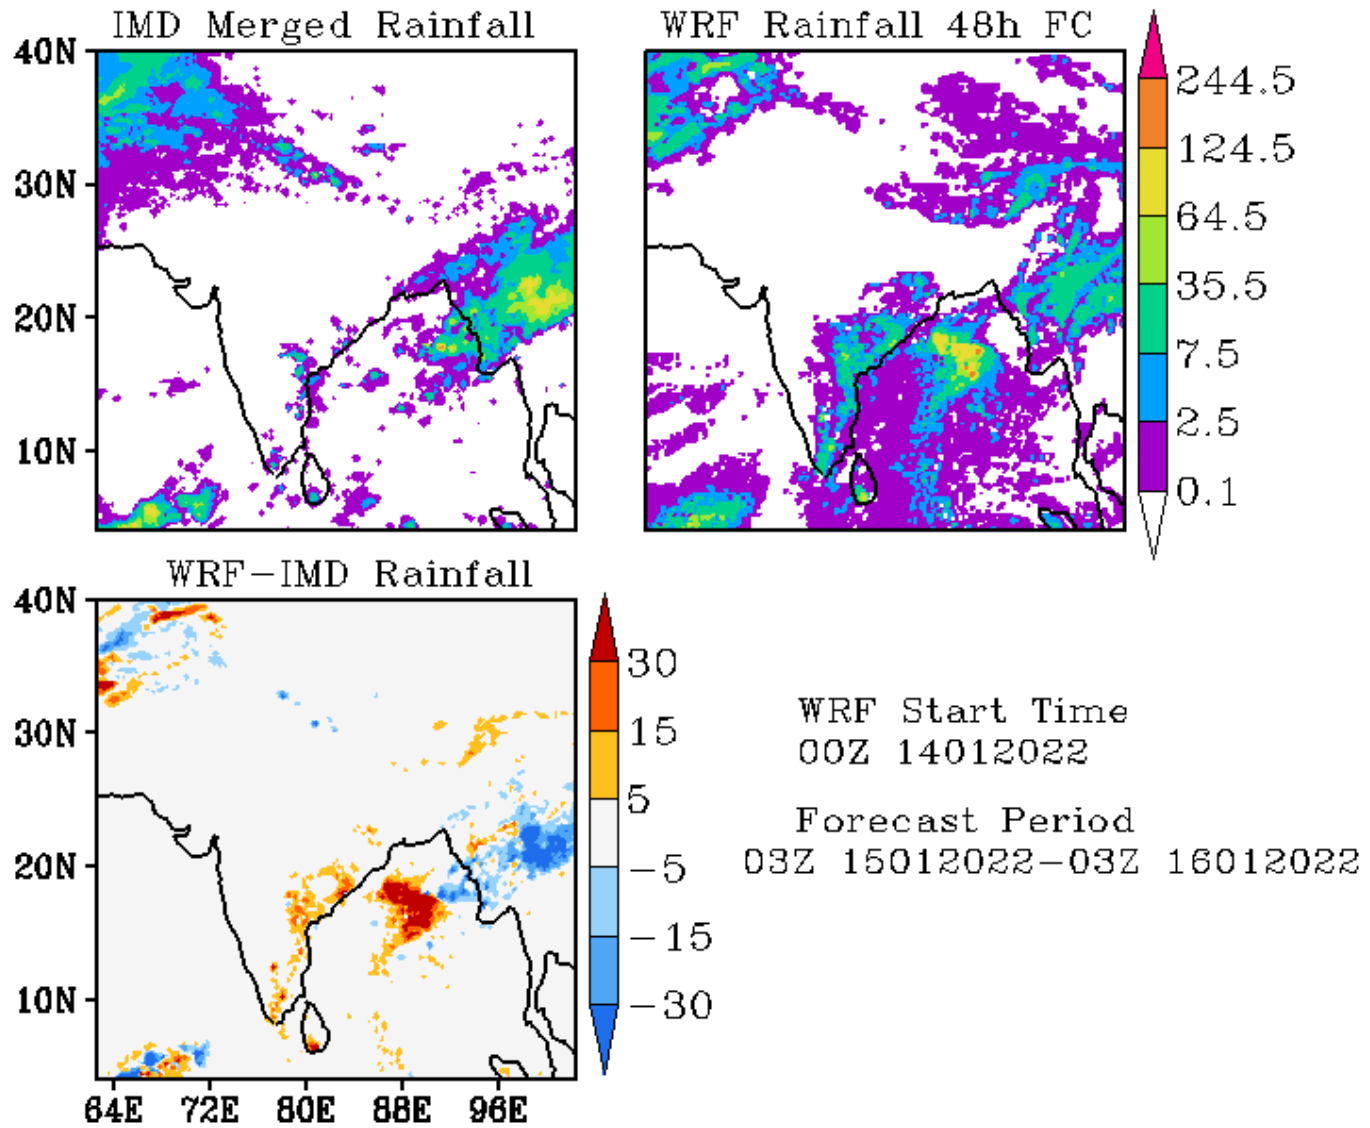 IMD Merged Rainfall
WRF Rainfall 48h FC
40N
30N
20N
10N
244.5
124.5
64.5
35.5
7.5
2.5
0.1
WRF-IMD Rainfall
40N
30N
20N
10N
64E 72E 80E 88E 96E
30
15
5
-5
-15
-30
WRF Start Time
00Z 14012022
Forecast Period
03Z 15012022-03Z 16012022